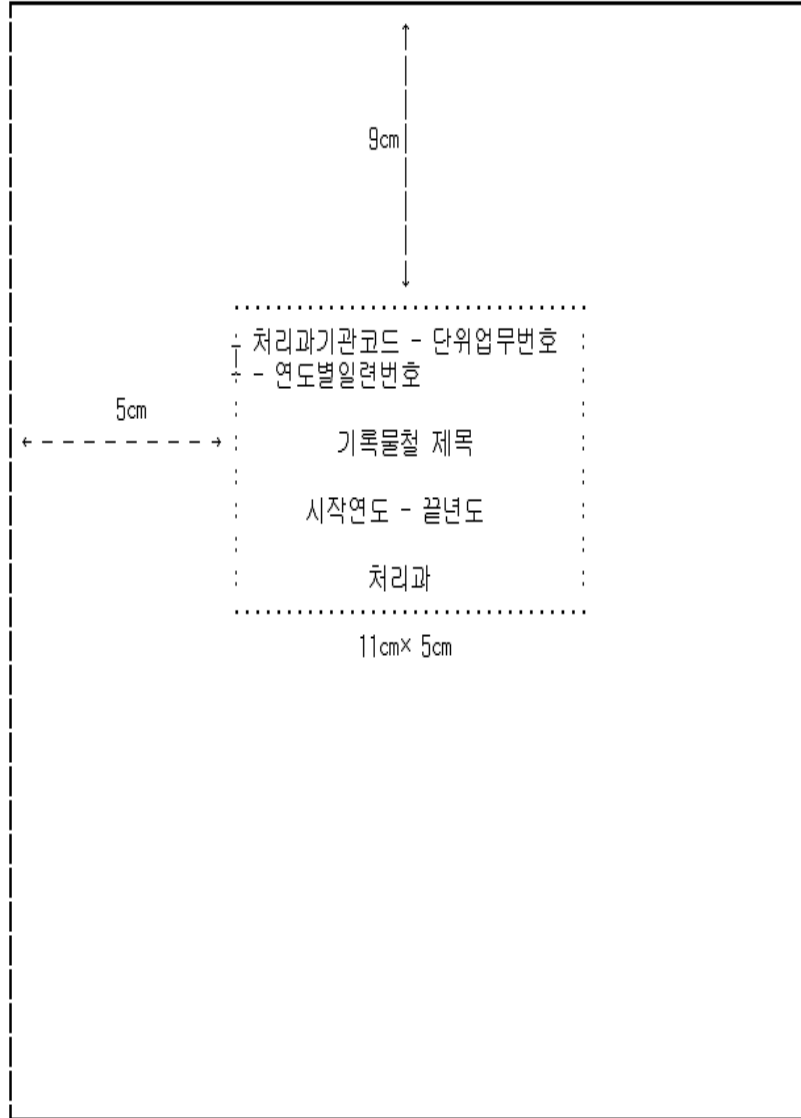 9cm
처리과기관코드 - 단위업무번호
- 연도별일련번호
5cm
기록물철 제목
시작연도 - 끝년도
처리과
11cm× 5cm